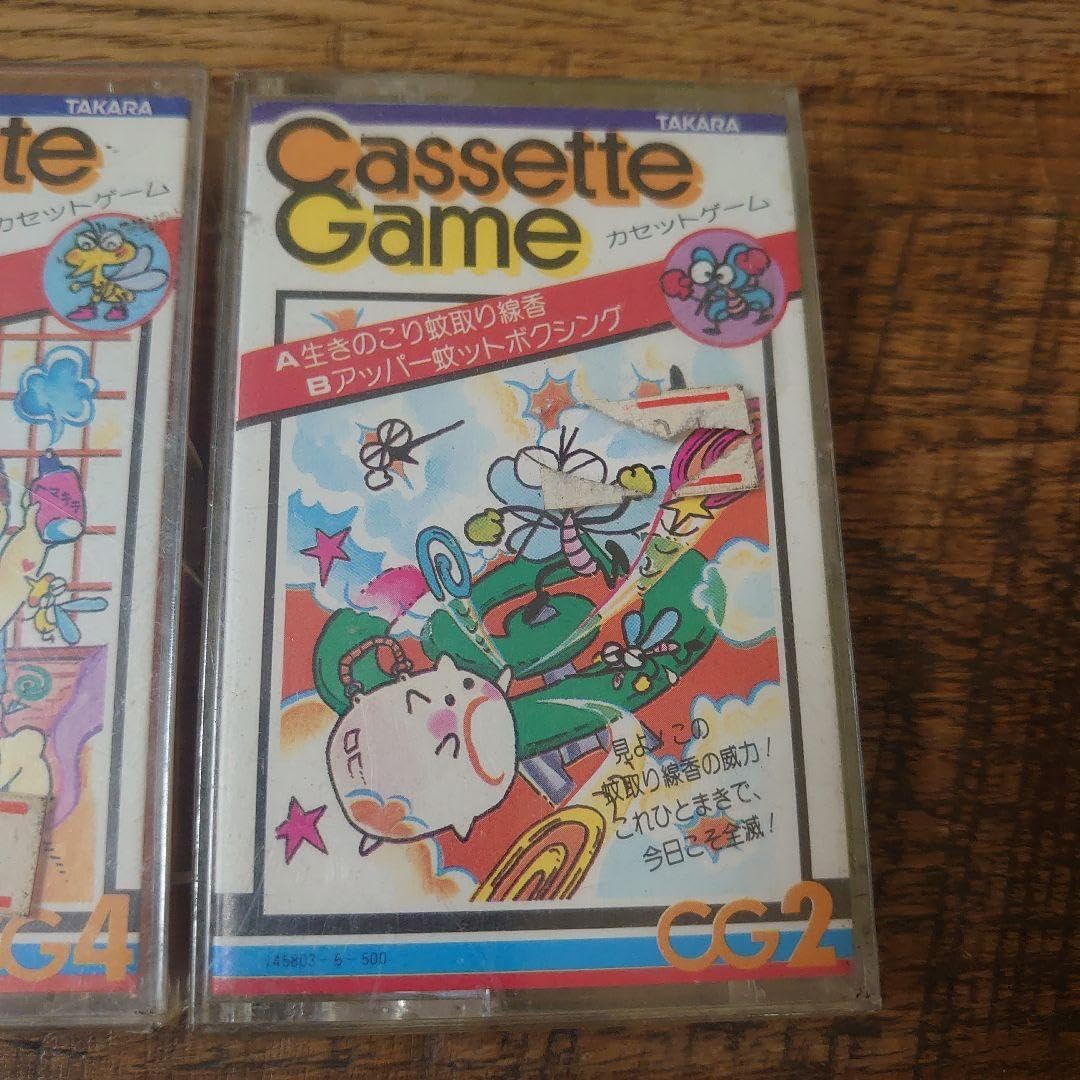 TAKARA
te
カセットゲーム
G4
TAKARA
Cassette
Game
カセットゲーム
A生きのこり蚊取り線香
Bアッパー蚊ットボクシング
見よ！この
蚊取り線香の威力！
これひとまきで、
今日こそ全滅！
CG2
145803-5-500